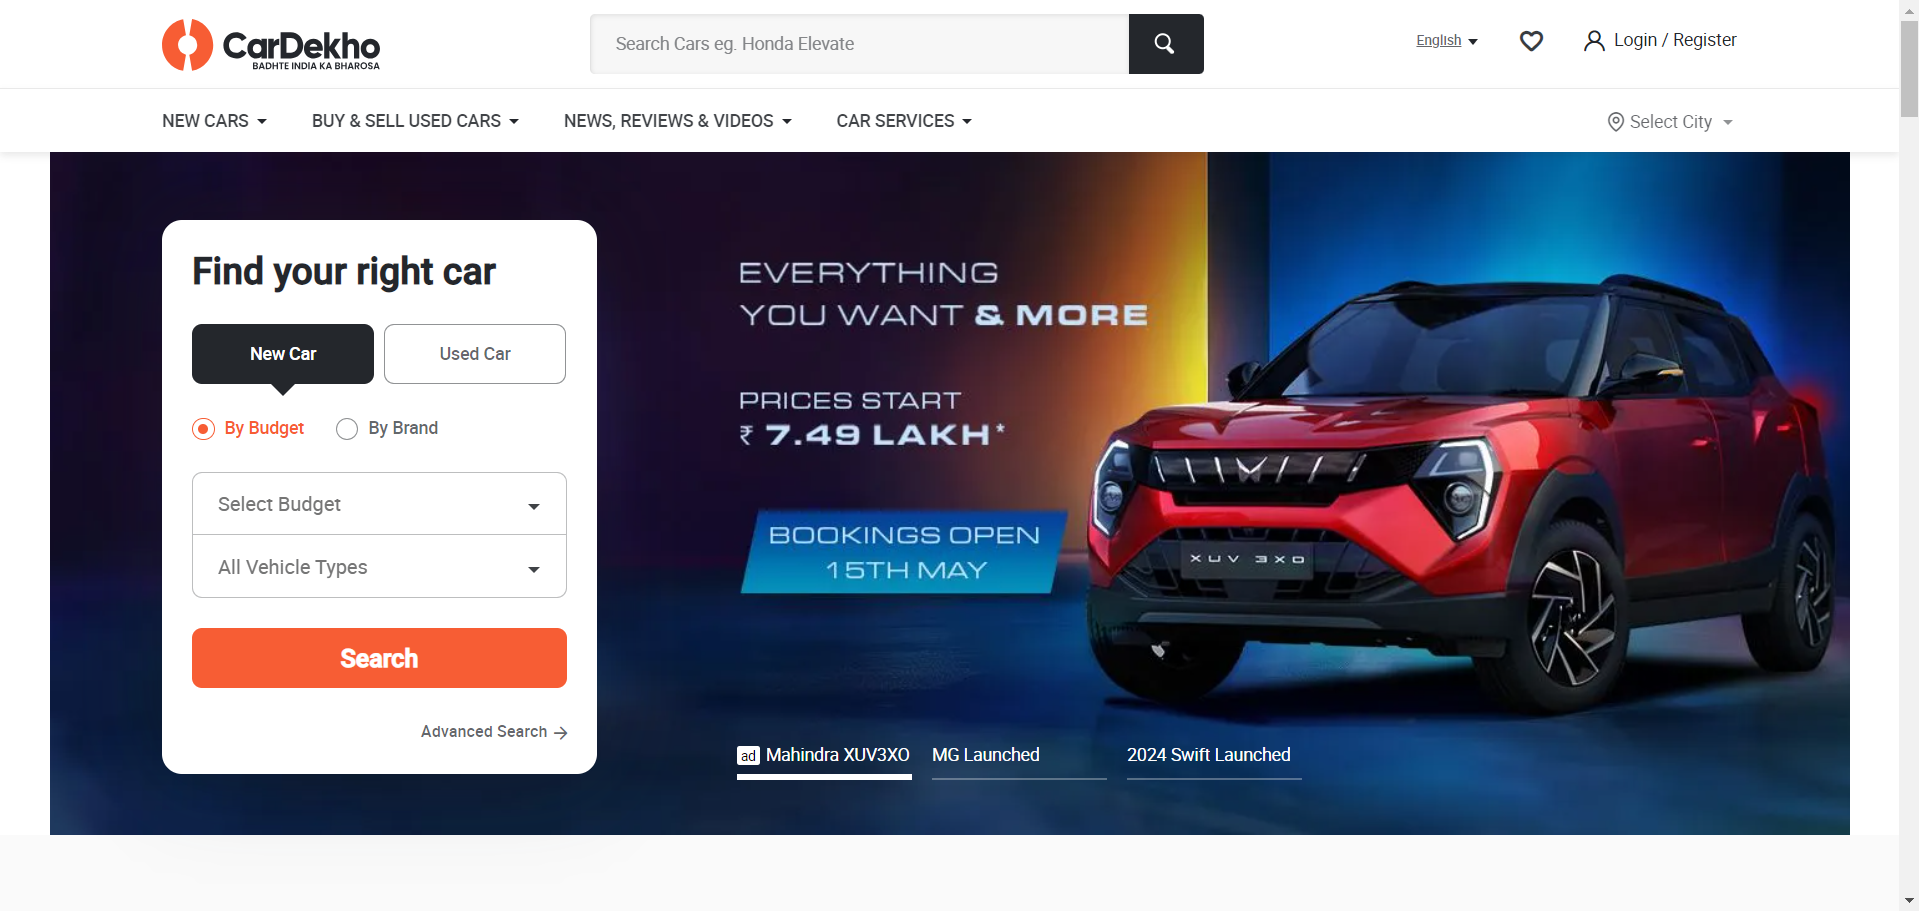 CarDekho
BADHTE INDIA KA BHAROSA
Search Cars eg. Honda Elevate
English
Login / Register
NEW CARS
BUY & SELL USED CARS
NEWS, REVIEWS & VIDEOS
CAR SERVICES
Select City
Find your right car
New Car
Used Car
By Budget
By Brand
Select Budget
All Vehicle Types
Search
Advanced Search
EVERYTHING
YOU WANT & MORE
PRICES START
₹ 7.49 LAKH*
BOOKINGS OPEN
15TH MAY
XUV 3XO
ad Mahindra XUV3XO
MG Launched
2024 Swift Launched